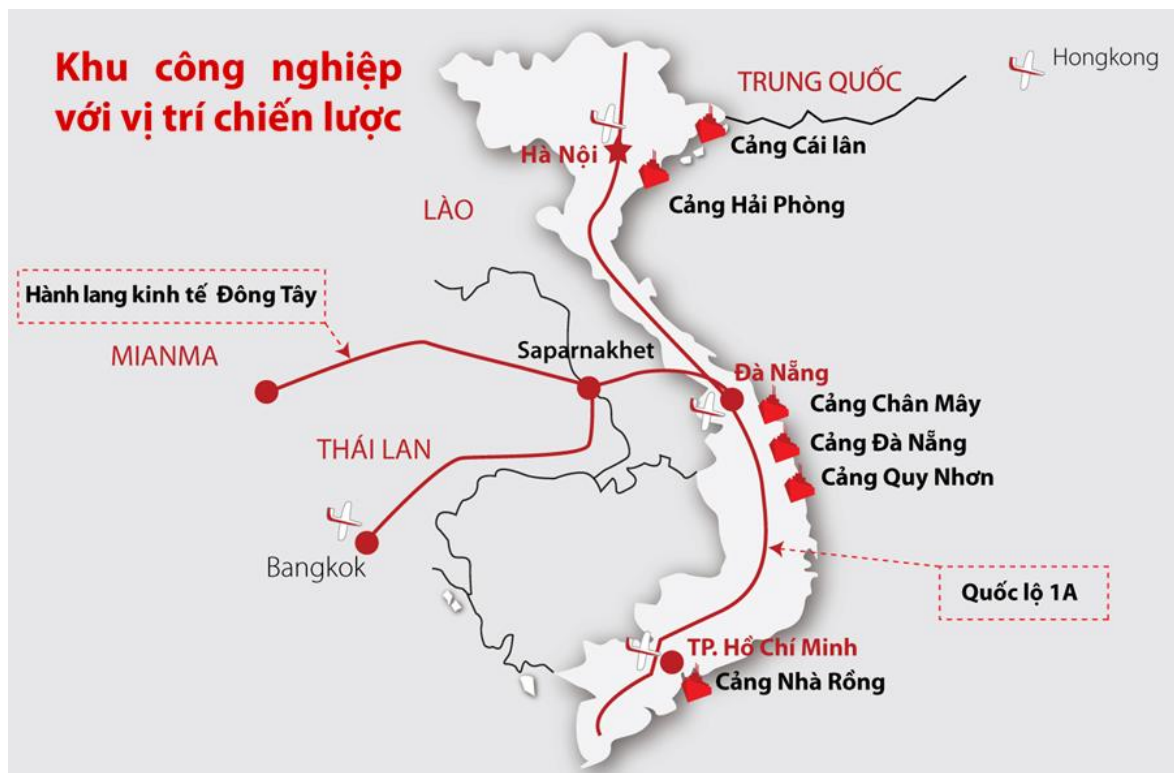 Khu công nghiệp
với vị trí chiến lược
Hongkong
TRUNG QUỐC
Cảng Cái lân
Hà Nội
Cảng Hải Phòng
LÀO
Hành lang kinh tế Đông Tây
MIANMA
Saparnakhet
Đà Nẵng
Cảng Chân Mây
THÁI LAN
Cảng Đà Nẵng
Cảng Quy Nhơn
Bangkok
Quốc lộ 1A
TP. Hồ Chí Minh
Cảng Nhà Rồng